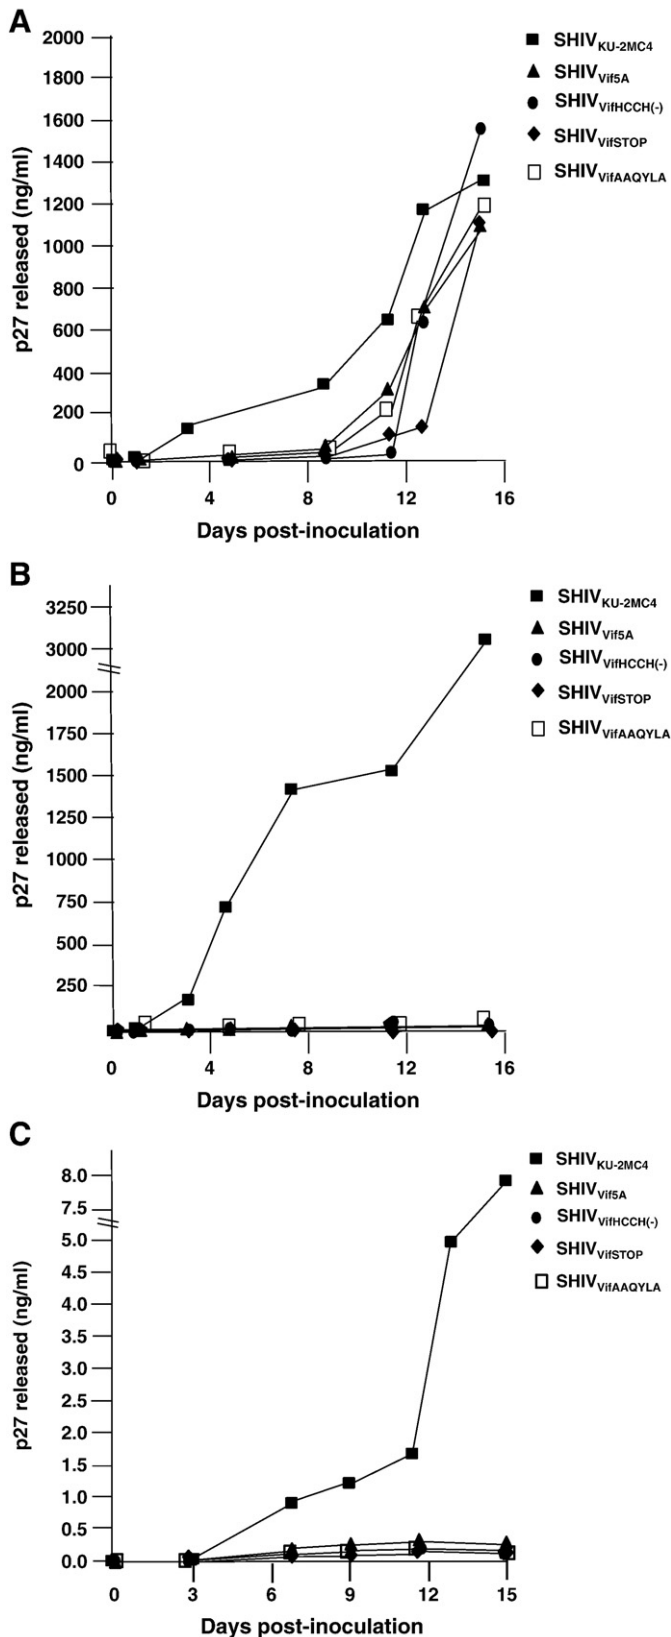 A
2000
1800
1600
1400
1200
1000
800
600
400
200
0
p27 released (ng/ml)
0 4 8 12 16
Days post-inoculation
SHIVKU-2MC4
SHIVVif5A
SHIVVifHCCH(-)
SHIVVifSTOP
SHIVVifAAQYLA
B
3250
3000
2000
1750
1500
1250
1000
750
500
250
p27 released (ng/ml)
0 4 8 12 16
Days post-inoculation
SHIVKU-2MC4
SHIVVif5A
SHIVVifHCCH(-)
SHIVVifSTOP
SHIVVifAAQYLA
C
8.0
7.5
5.0
4.5
4.0
3.5
3.0
2.5
2.0
1.5
1.0
0.5
0.0
p27 released (ng/ml)
0 3 6 9 12 15
Days post-inoculation
SHIVKU-2MC4
SHIVVif5A
SHIVVifHCCH(-)
SHIVVifSTOP
SHIVVifAAQYLA